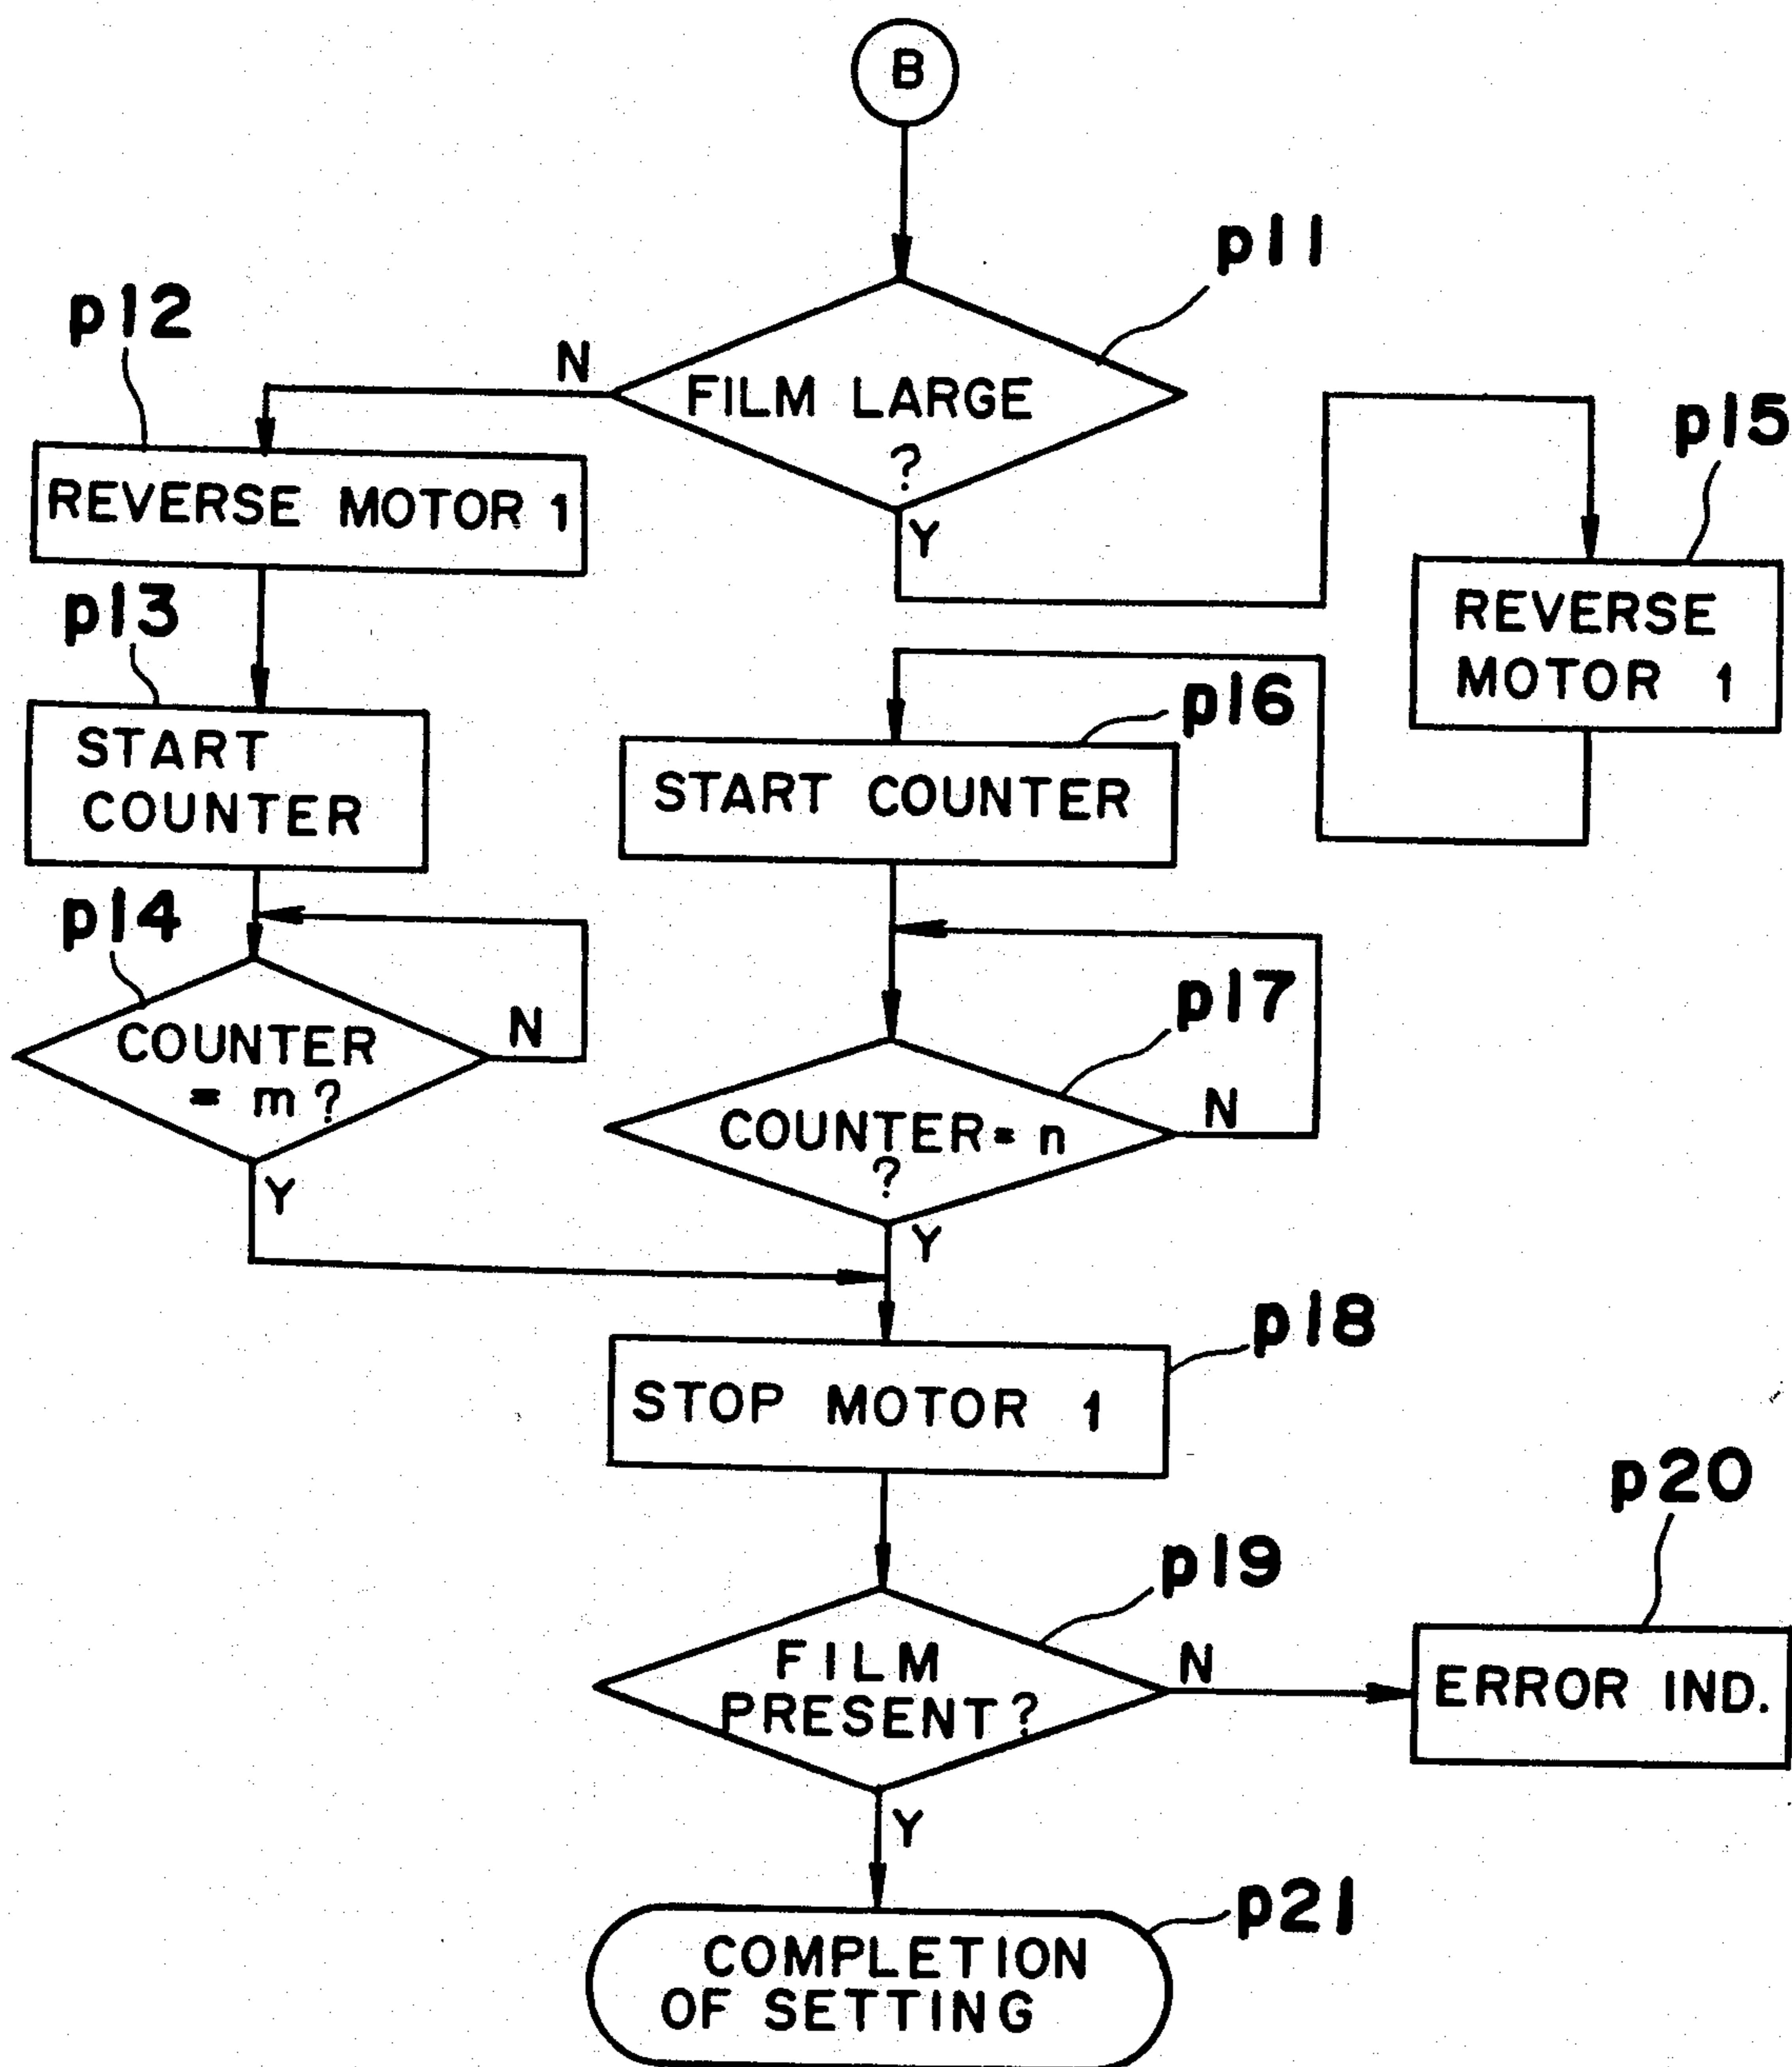 B
p11
FILM LARGE
?
N
Y
p12
REVERSE MOTOR 1
p13
START
COUNTER
p14
COUNTER
= m?
N
Y
p15
REVERSE
MOTOR 1
p16
START COUNTER
p17
COUNTER = n
?
N
Y
p18
STOP MOTOR 1
p19
FILM
PRESENT?
N
Y
p20
ERROR IND.
p21
COMPLETION
OF SETTING